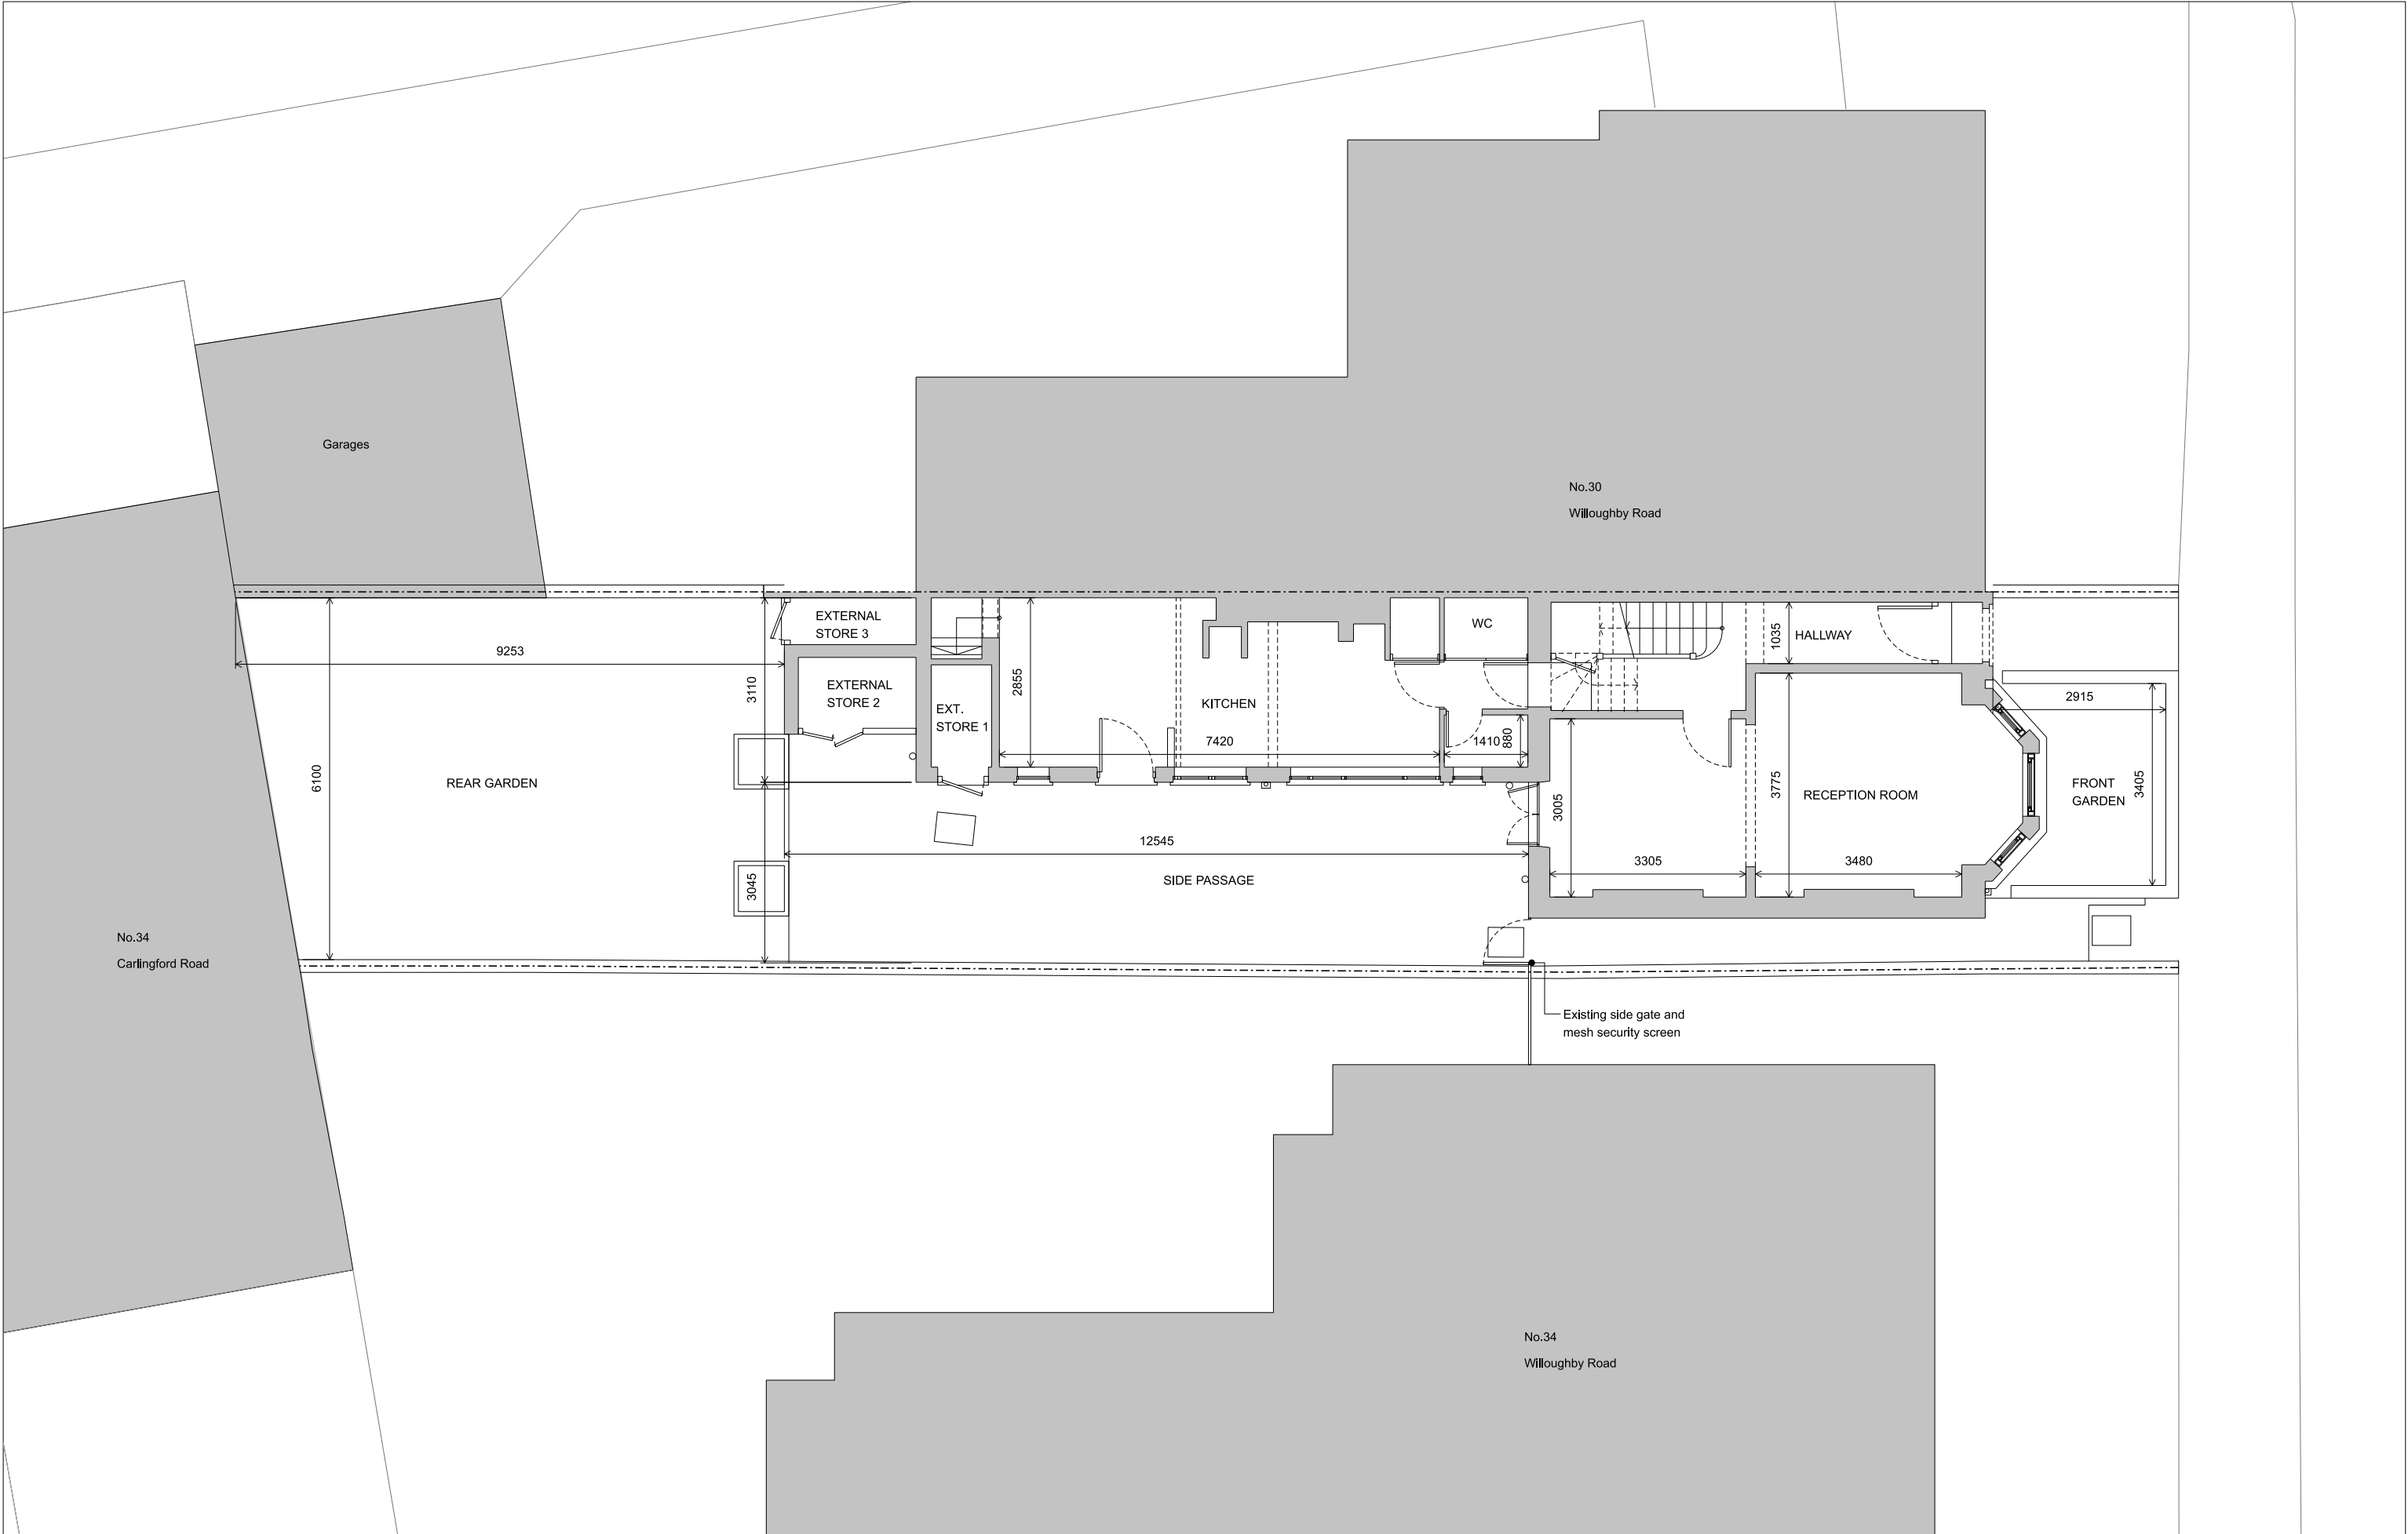 Garages
No.30
Willoughby Road
EXTERNAL
STORE 3
WC
1035
HALLWAY
9253
3110
EXTERNAL
STORE 2
EXT.
STORE 1
2855
KITCHEN
2915
7420
1410
880
6100
REAR GARDEN
3005
3775
RECEPTION ROOM
FRONT
GARDEN
3405
12545
3305
3480
3045
SIDE PASSAGE
No.34
Carlingford Road
Existing side gate and
mesh security screen
No.34
Willoughby Road